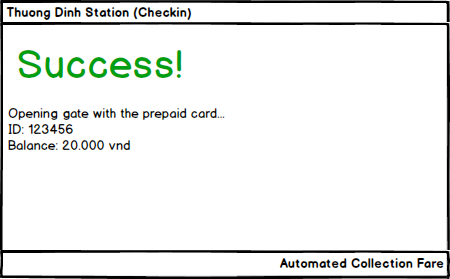 Thuong Dinh Station (Checkin)
Success!
Opening gate with the prepaid card...
ID: 123456
Balance: 20.000 vnd
Automated Collection Fare